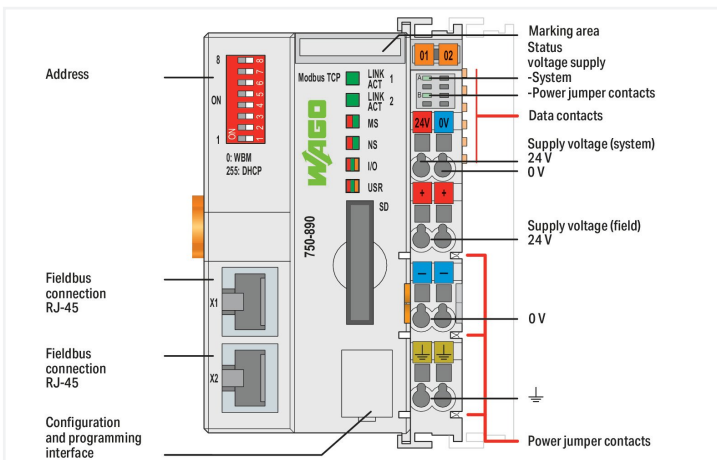 Address
8
ON
1
8
7
6
5
4
3
2
1
ON
0: WBM
255: DHCP
Modbus TCP
LINK 1
ACT
LINK 2
ACT
MS
NS
I/O
USR
SD
WAGO
750-890
X1
X2
Fieldbus
connection
RJ-45
Fieldbus
connection
RJ-45
Configuration
and programming
interface
01 02
A
B
24V 0V
+ +
— —
Marking area
Status
voltage supply
-System
-Power jumper contacts
Data contacts
Supply voltage (system)
24 V
0 V
Supply voltage (field)
24 V
0 V
Power jumper contacts